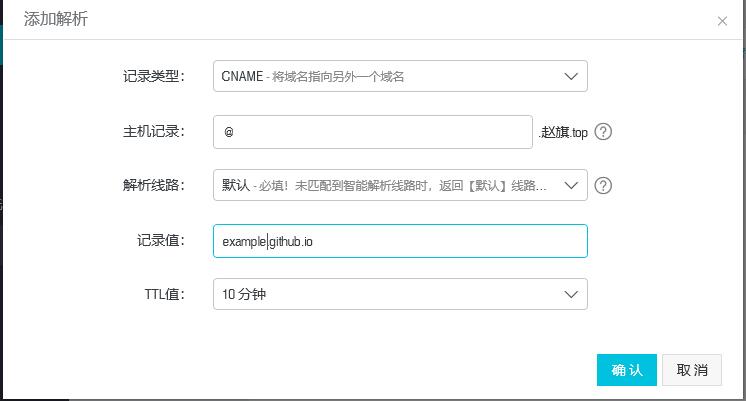 添加解析
记录类型： CNAME - 将域名指向另外一个域名
主机记录： @ .赵旗.top
解析线路： 默认 - 必填！未匹配到智能解析线路时，返回【默认】线路...
记录值： example.github.io
TTL值： 10 分钟
确 认 取 消